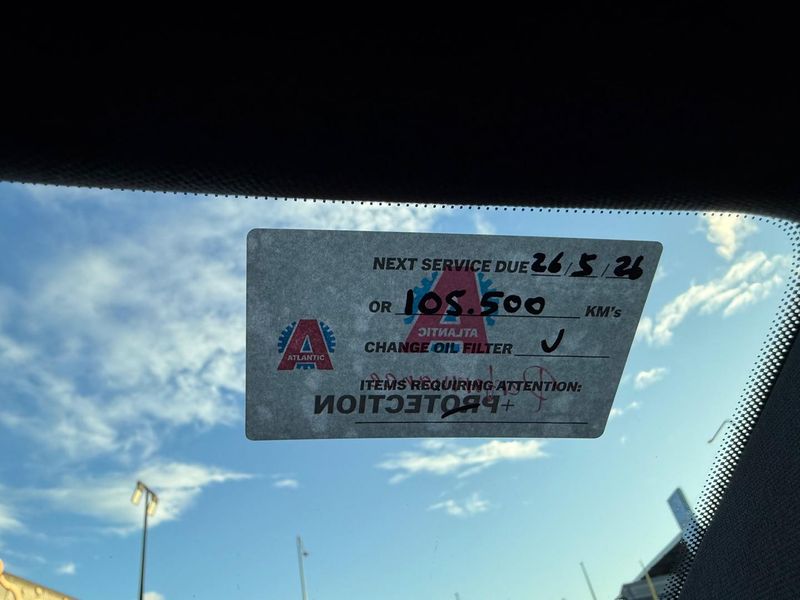 NEXT SERVICE DUE 26/5/26
OR 105.500 KM's
ATLANTIC
ATLANTIC
CHANGE OIL FILTER ✓
ITEMS REQUIRING ATTENTION:
+PROTECTION